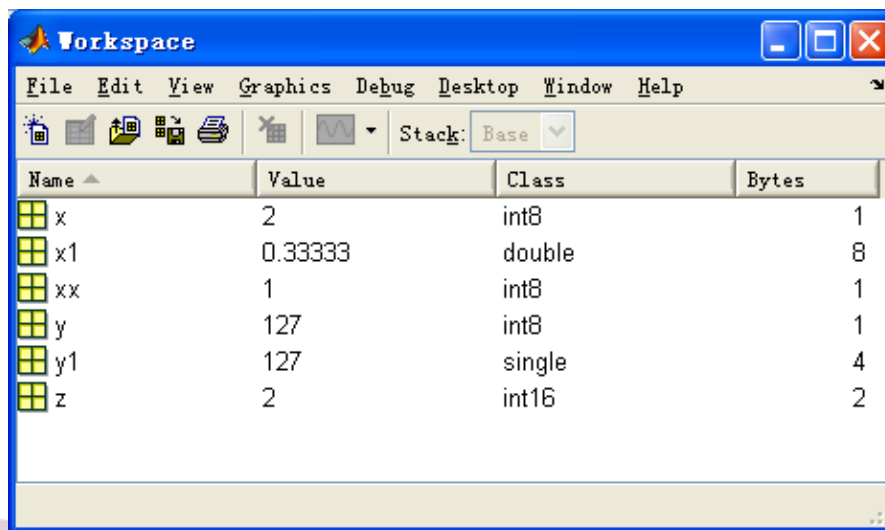 Workspace
File Edit View Graphics Debug Desktop Window Help
Stack: Base
Name Value Class Bytes
x 2 int8 1
x1 0.33333 double 8
xx 1 int8 1
y 127 int8 1
y1 127 single 4
z 2 int16 2